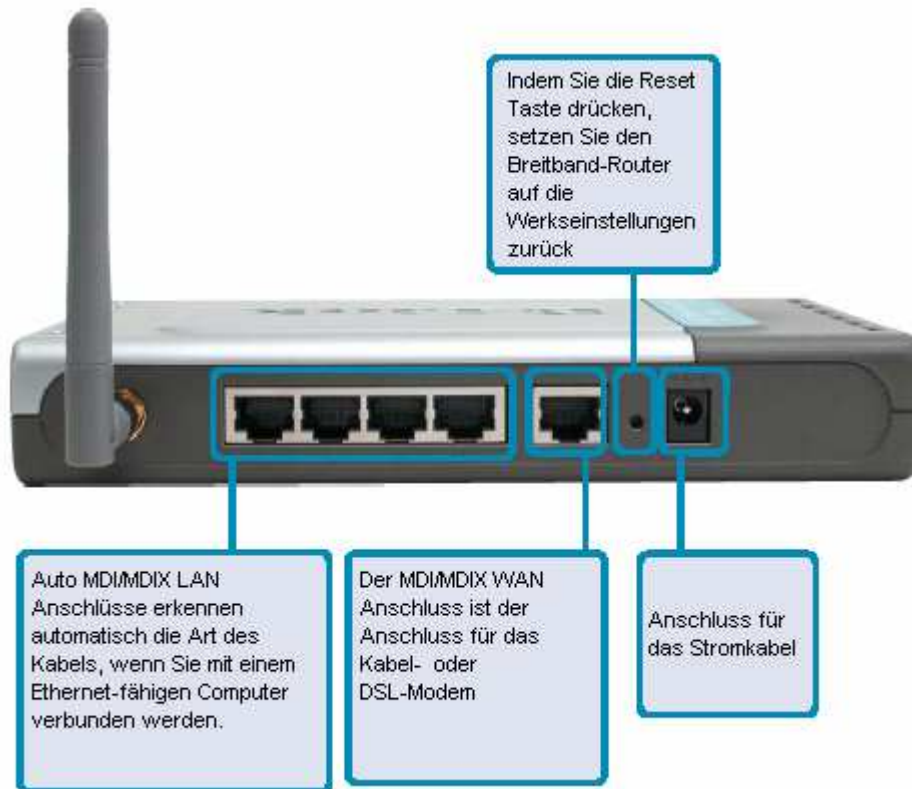 Indem Sie die Reset
Taste drücken,
setzen Sie den
Breitband-Router
auf die
Werkseinstellungen
zurück
Auto MDI/MDIX LAN
Anschlüsse erkennen
automatisch die Art des
Kabels, wenn Sie mit einem
Ethernet-fähigen Computer
verbunden werden.
Der MDI/MDIX WAN
Anschluss ist der
Anschluss für das
Kabel- oder
DSL-Modem
Anschluss für
das Stromkabel